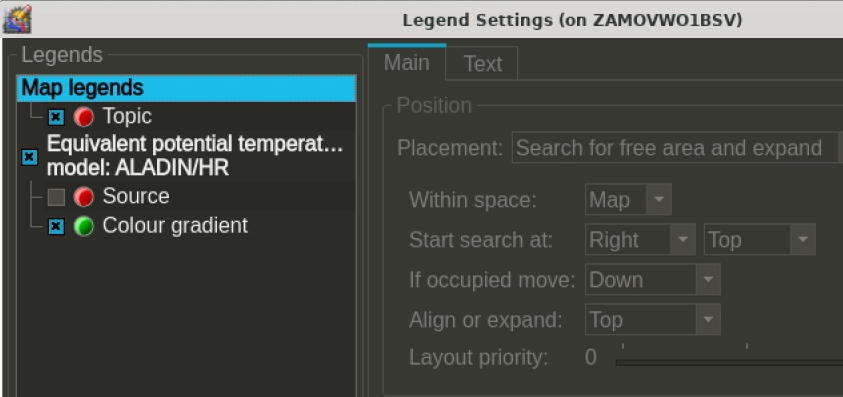 Legend Settings (on ZAMOVWO1BSV)
Legends
Map legends
Topic
Equivalent potential temperat...
model: ALADIN/HR
Source
Colour gradient
Main
Text
Position
Placement: Search for free area and expand
Within space: Map
Start search at: Right Top
If occupied move: Down
Align or expand: Top
Layout priority: 0